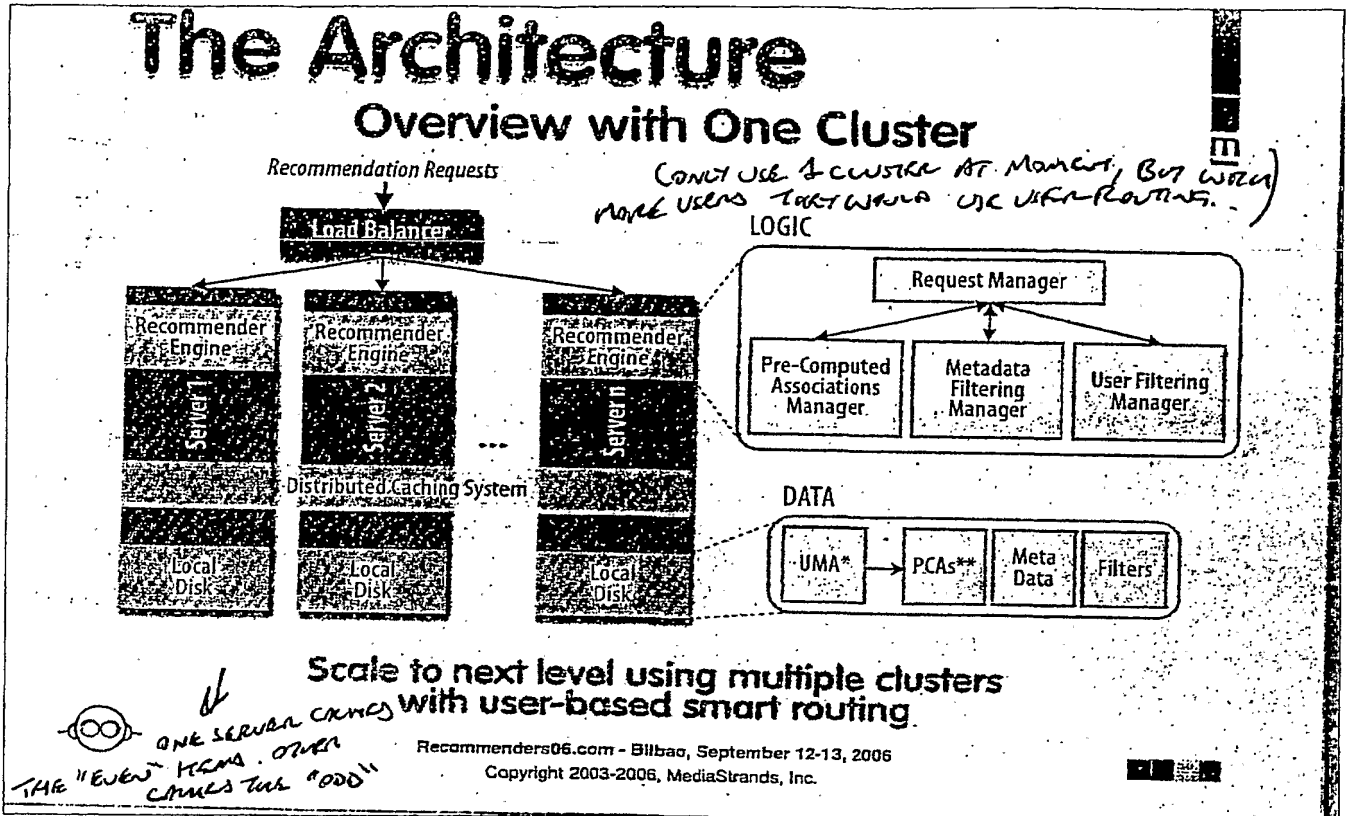 The Architecture
Overview with One Cluster
Recommendation Requests
(ONLY USE 1 CLUSTER AT MOMENT, BUT WITH
MORE USERS THEY WOULD USE USER ROUTING..)
Load Balancer
LOGIC
Request Manager
Recommender
Engine
Recommender
Engine
Recommender
Engine
Pre-Computed
Associations
Manager
Metadata
Filtering
Manager
User Filtering
Manager
Server 1
Server 2
...
Server n
Distributed Caching System
DATA
UMA*
PCAs**
Meta
Data
Filters
Local
Disk
Local
Disk
Local
Disk
Scale to next level using multiple clusters
with user-based smart routing
ONE SERVER CACHES
THE "EVEN" ITEMS. OTHER
CACHES THE "ODD"
Recommenders06.com - Bilbao, September 12-13, 2006
Copyright 2003-2006, MediaStrands, Inc.